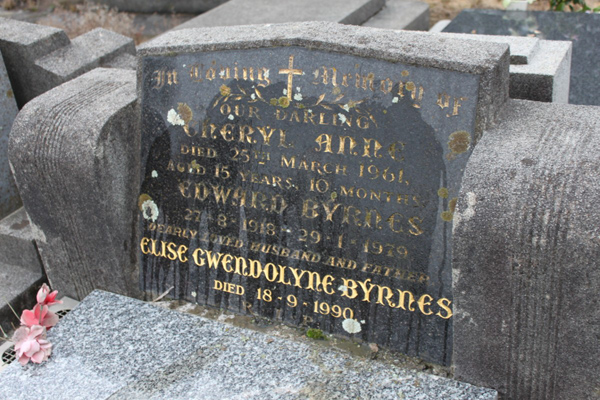 In Loving Memory of
OUR DARLING
CHERYL ANNE
DIED 25TH MARCH 1961.
AGED 15 YEARS, 10 MONTHS
EDWARD BYRNES
27 · 8 · 1918 · 29 · 1 · 1979
DEARLY LOVED HUSBAND AND FATHER
ELISE GWENDOLYNE BYRNES
DIED 18 · 9 · 1990